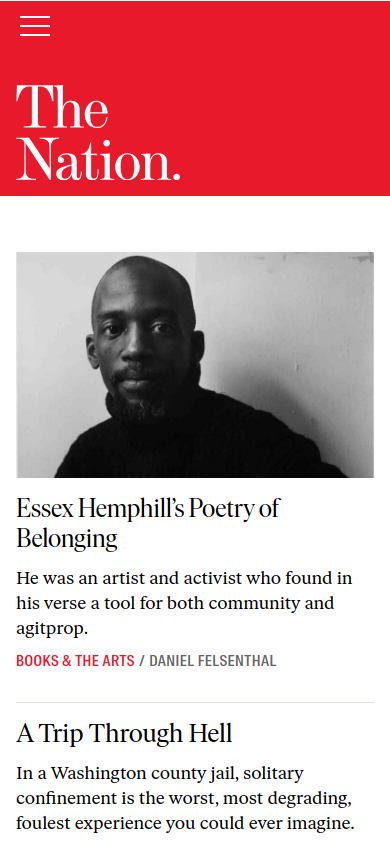 The
Nation.
Essex Hemphill's Poetry of
Belonging
He was an artist and activist who found in
his verse a tool for both community and
agitprop.
BOOKS & THE ARTS / DANIEL FELSENTHAL
A Trip Through Hell
In a Washington county jail, solitary
confinement is the worst, most degrading,
foulest experience you could ever imagine.